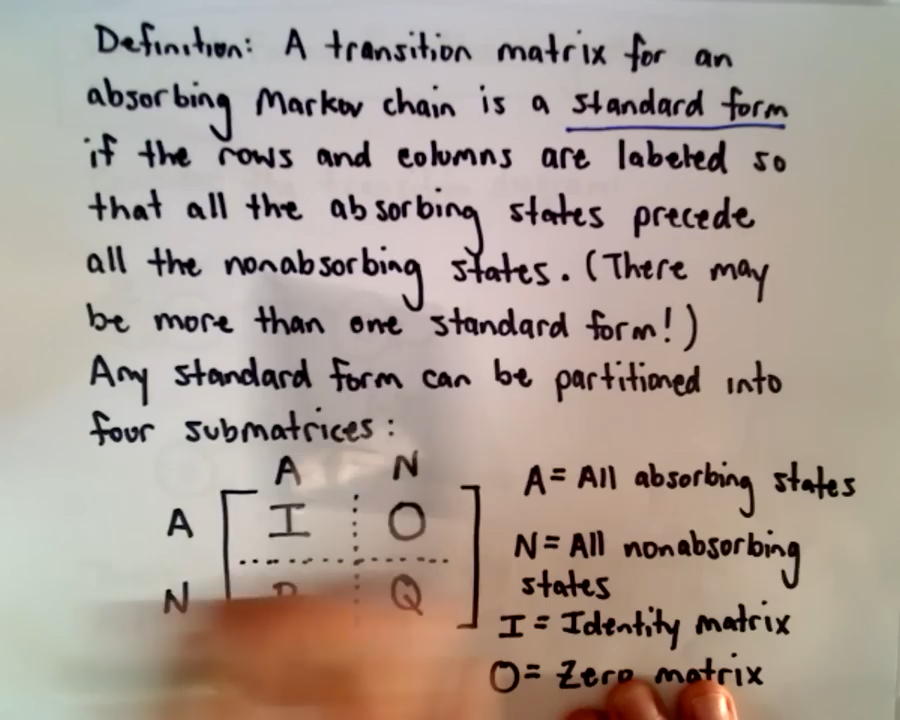 Definition: A transition matrix for an
absorbing Markov chain is a standard form
if the rows and columns are labeled so
that all the absorbing states precede
all the nonabsorbing states. (There may
be more than one standard form!)
Any standard form can be partitioned into
four submatrices:
A N
A I O
N Q
A = All absorbing states
N = All nonabsorbing
states
I = Identity matrix
O = Zero matrix